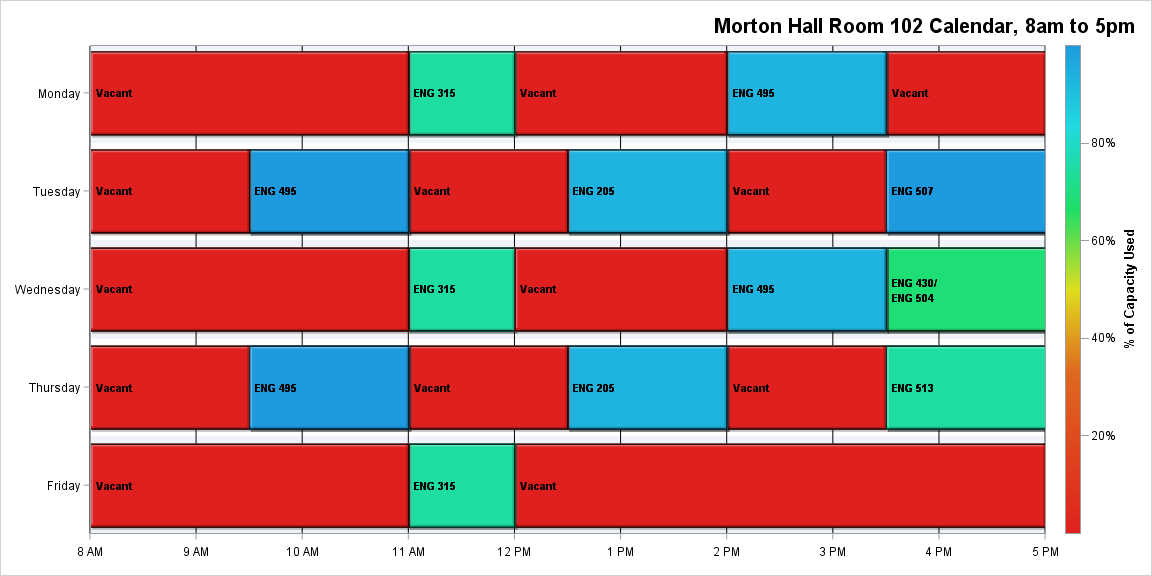 Morton Hall Room 102 Calendar, 8am to 5pm
Monday
Vacant
ENG 315
Vacant
ENG 495
Vacant
Tuesday
Vacant
ENG 495
Vacant
ENG 205
Vacant
ENG 507
Wednesday
Vacant
ENG 315
Vacant
ENG 495
ENG 430/
ENG 504
Thursday
Vacant
ENG 495
Vacant
ENG 205
Vacant
ENG 513
Friday
Vacant
ENG 315
Vacant
8 AM
9 AM
10 AM
11 AM
12 PM
1 PM
2 PM
3 PM
4 PM
5 PM
80%
60%
40%
20%
% of Capacity Used